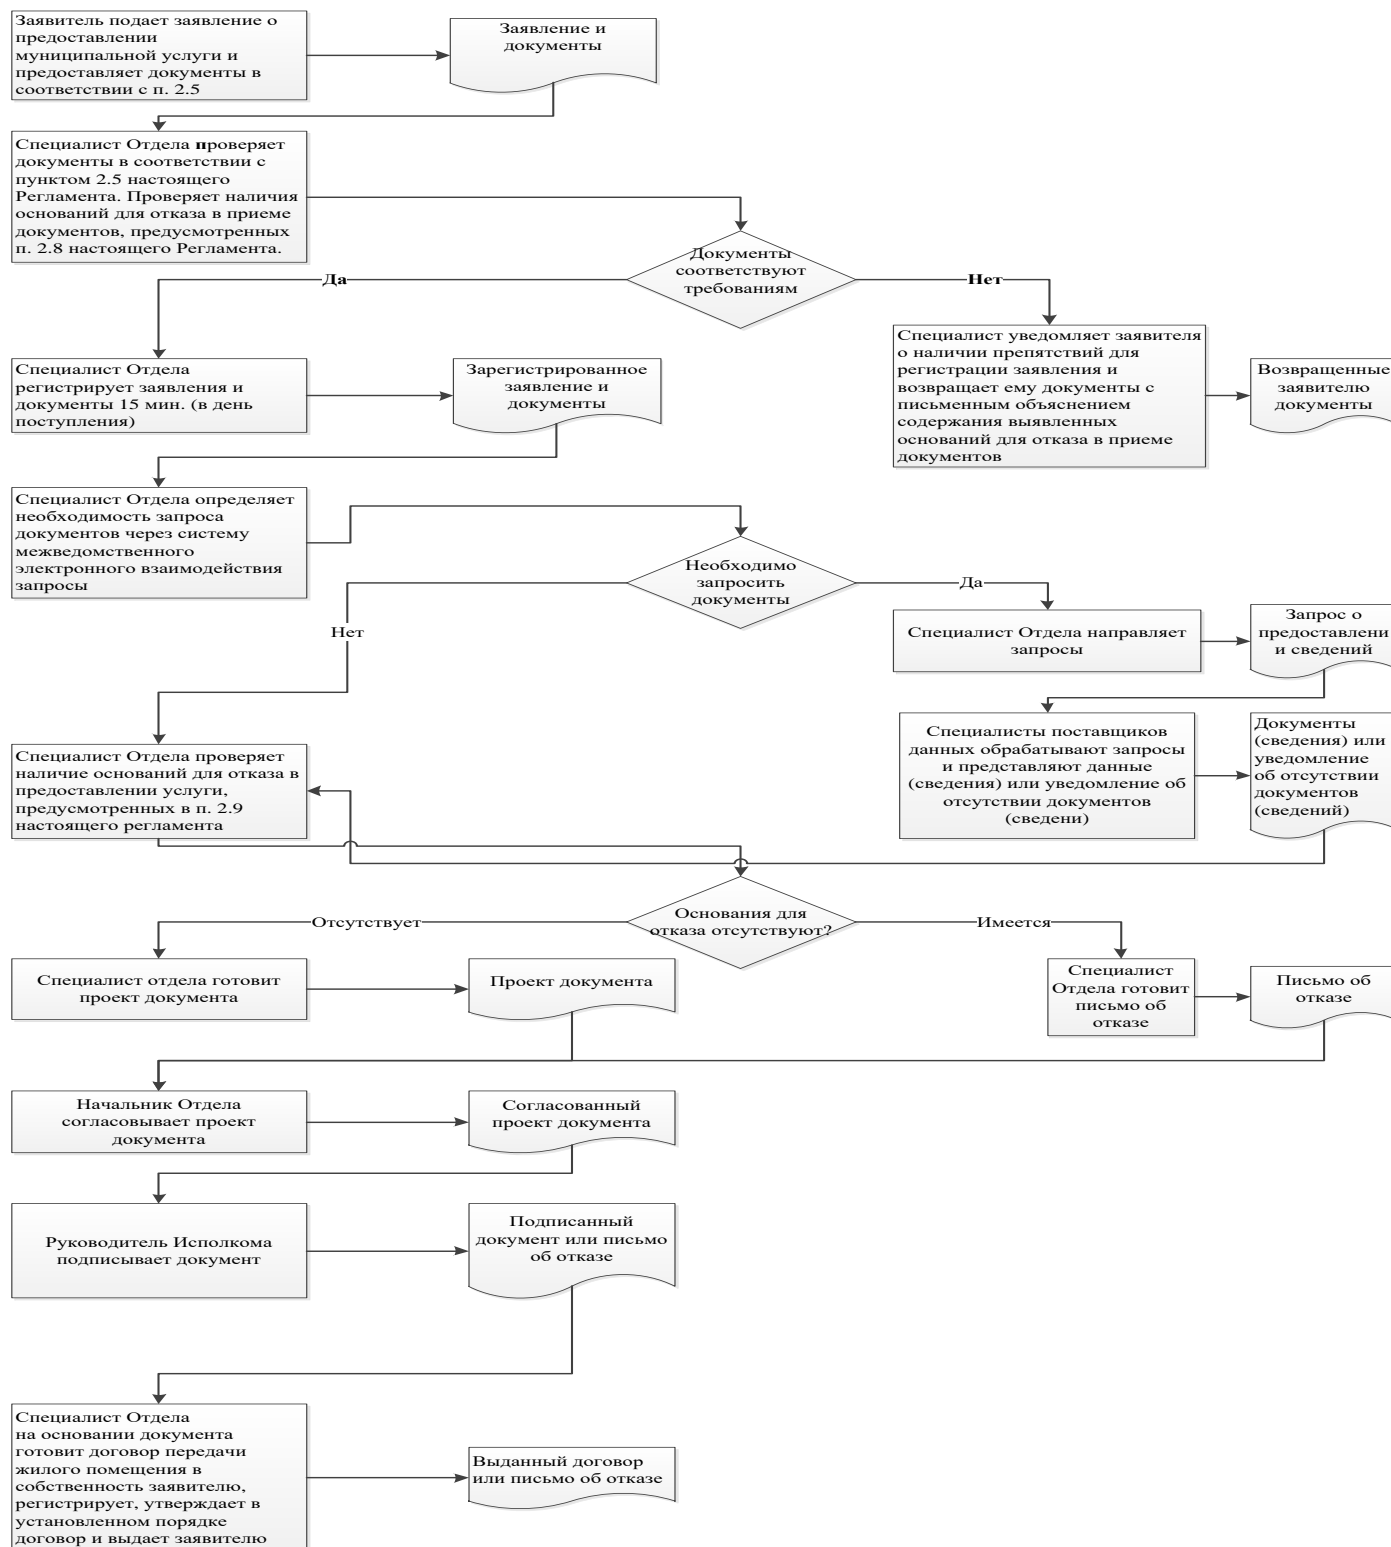 Заявитель подает заявление о
предоставлении
муниципальной услуги и
предоставляет документы в
соответствии с п. 2.5
Заявление и
документы
Специалист Отдела проверяет
документы в соответствии с
пунктом 2.5 настоящего
Регламента. Проверяет наличия
оснований для отказа в приеме
документов, предусмотренных
п. 2.8 настоящего Регламента.
Документы
соответствуют
требованиям
Да
Нет
Специалист Отдела
регистрирует заявления и
документы 15 мин. (в день
поступления)
Зарегистрированное
заявление и
документы
Специалист уведомляет заявителя
о наличии препятствий для
регистрации заявления и
возвращает ему документы с
письменным объяснением
содержания выявленных
оснований для отказа в приеме
документов
Возвращенные
заявителю
документы
Специалист Отдела определяет
необходимость запроса
документов через систему
межведомственного
электронного взаимодействия
запросы
Необходимо
запросить
документы
Да
Нет
Специалист Отдела направляет
запросы
Запрос о
предоставлени
и сведений
Специалисты поставщиков
данных обрабатывают запросы
и представляют данные
(сведения) или уведомление об
отсутствии документов
(сведени)
Документы
(сведения) или
уведомление
об отсутствии
документов
(сведений)
Специалист Отдела проверяет
наличие оснований для отказа в
предоставлении услуги,
предусмотренных в п. 2.9
настоящего регламента
Основания для
отказа отсутствуют?
Отсутствует
Имеется
Специалист отдела готовит
проект документа
Проект документа
Специалист
Отдела готовит
письмо об
отказе
Письмо об
отказе
Начальник Отдела
согласовывает проект
документа
Согласованный
проект документа
Руководитель Исполкома
подписывает документ
Подписанный
документ или письмо
об отказе
Специалист Отдела
на основании документа
готовит договор передачи
жилого помещения в
собственность заявителю,
регистрирует, утверждает в
установленном порядке
договор и выдает заявителю
Выданный договор
или письмо об отказе